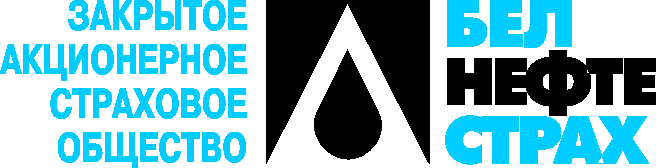 ЗАКРЫТОЕ
АКЦИОНЕРНОЕ
СТРАХОВОЕ
ОБЩЕСТВО
БЕЛ
НЕФТЕ
СТРАХ